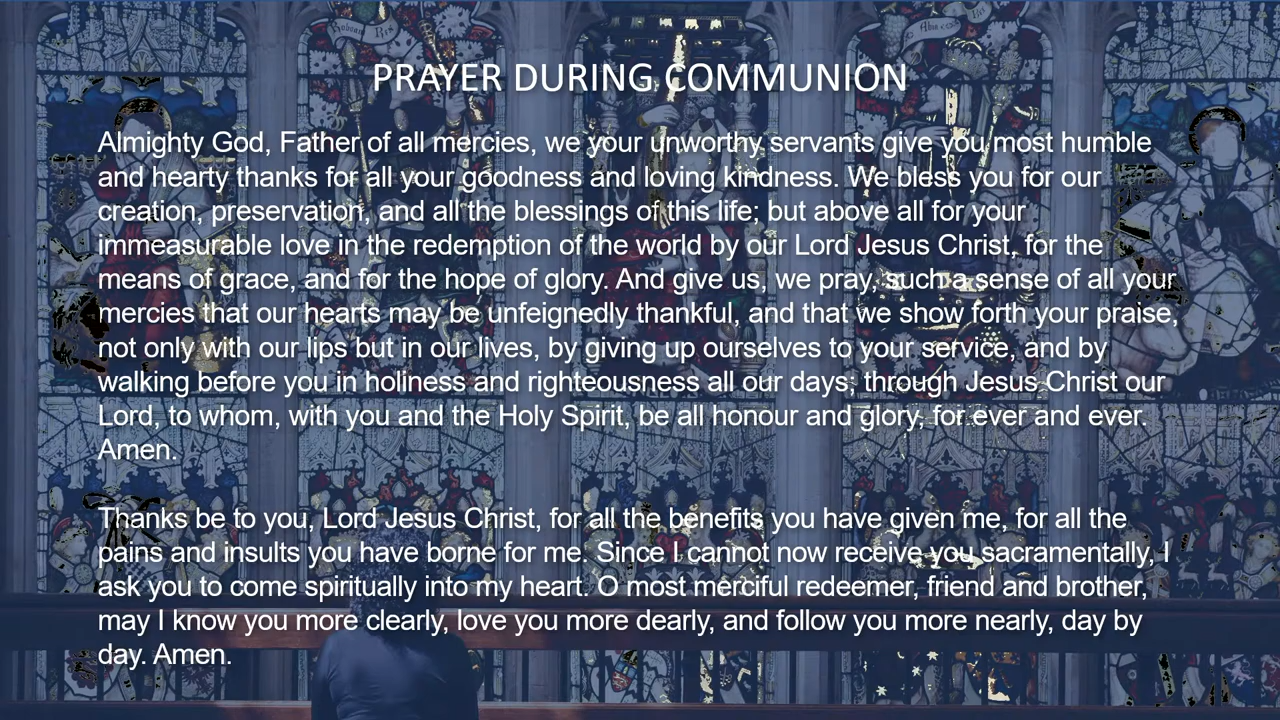 PRAYER DURING COMMUNION
Almighty God, Father of all mercies, we your unworthy servants give you most humble
and hearty thanks for all your goodness and loving kindness. We bless you for our
creation, preservation, and all the blessings of this life; but above all for your
immeasurable love in the redemption of the world by our Lord Jesus Christ, for the
means of grace, and for the hope of glory. And give us, we pray, such a sense of all your
mercies that our hearts may be unfeignedly thankful, and that we show forth your praise,
not only with our lips but in our lives, by giving up ourselves to your service, and by
walking before you in holiness and righteousness all our days; through Jesus Christ our
Lord, to whom, with you and the Holy Spirit, be all honour and glory, for ever and ever.
Amen.
Thanks be to you, Lord Jesus Christ, for all the benefits you have given me, for all the
pains and insults you have borne for me. Since I cannot now receive you sacramentally, I
ask you to come spiritually into my heart. O most merciful redeemer, friend and brother,
may I know you more clearly, love you more dearly, and follow you more nearly, day by
day. Amen.